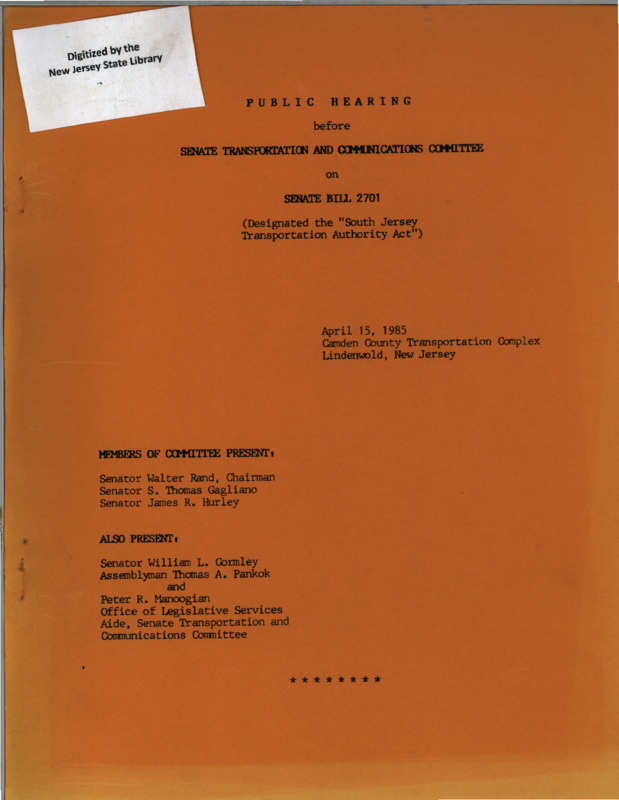 Digitized by the
New Jersey State Library
PUBLIC HEARING
before
SENATE TRANSPORTATION AND COMMUNICATIONS COMMITTEE
on
SENATE BILL 2701
(Designated the "South Jersey
Transportation Authority Act")
April 15, 1985
Camden County Transportation Complex
Lindenwold, New Jersey
MEMBERS OF COMMITTEE PRESENT:
Senator Walter Rand, Chairman
Senator S. Thomas Gagliano
Senator James R. Hurley
ALSO PRESENT:
Senator William L. Gormley
Assemblyman Thomas A. Pankok
and
Peter R. Manoogian
Office of Legislative Services
Aide, Senate Transportation and
Communications Committee
* * * * * * * *